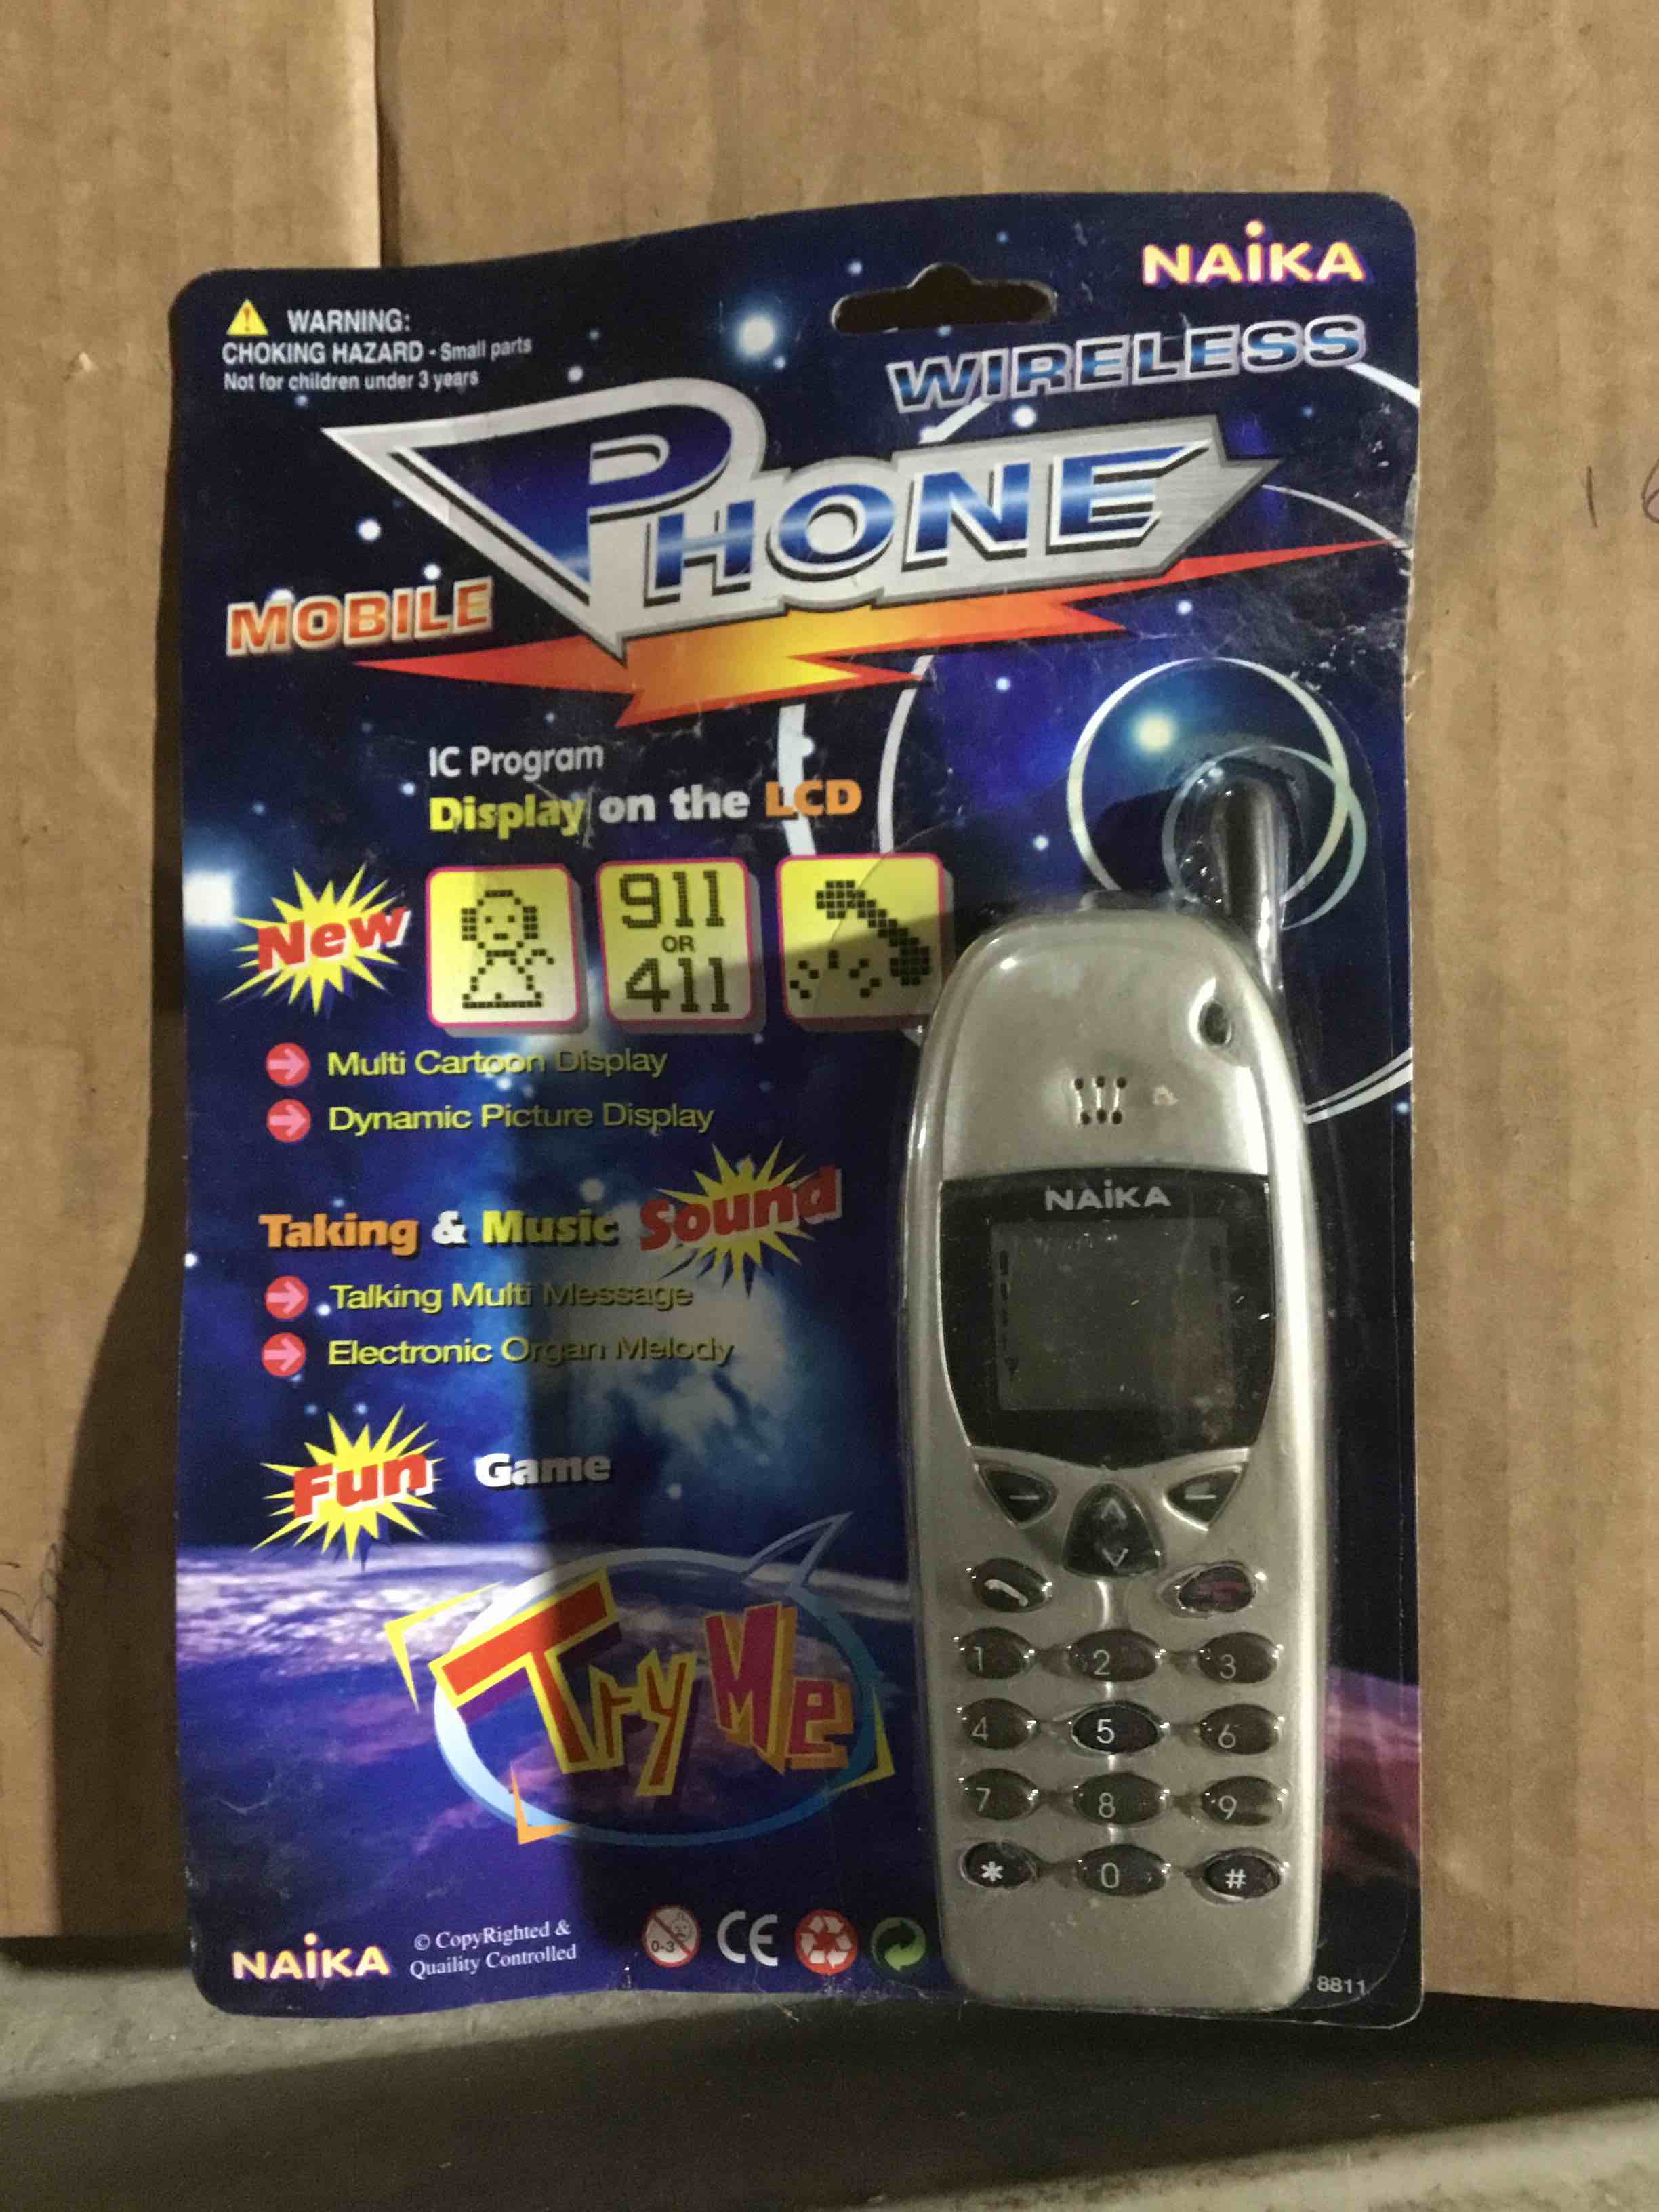 NAiKA
WARNING:
CHOKING HAZARD - Small parts
Not for children under 3 years
WIRELESS
PHONE
MOBILE
IC Program
Display on the LCD
New
911
OR
411
Multi Cartoon Display
Dynamic Picture Display
Taking & Music Sound
Talking Multi Message
Electronic Organ Melody
Fun Game
Try Me
NAiKA
© CopyRighted &
Quaility Controlled
0-3
CE
8811
NAiKA
1 2 3
4 5 6
7 8 9
* 0 #